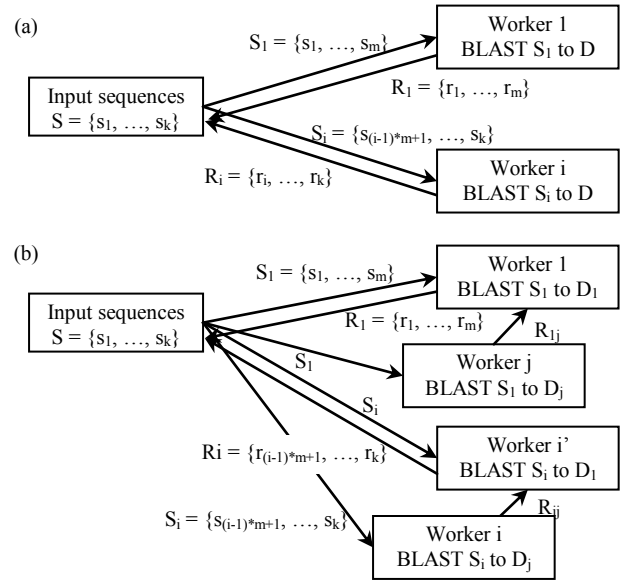 (a)
S₁ = {s₁, …, sₘ}
Worker 1
BLAST S₁ to D
Input sequences
S = {s₁, …, sₖ}
R₁ = {r₁, …, rₘ}
Sᵢ = {s₍ᵢ₋₁₎*ₘ₊₁, …, sₖ}
Rᵢ = {rᵢ, …, rₖ}
Worker i
BLAST Sᵢ to D
(b)
S₁ = {s₁, …, sₘ}
Worker 1
BLAST S₁ to D₁
Input sequences
S = {s₁, …, sₖ}
R₁ = {r₁, …, rₘ}
R₁ⱼ
S₁
Worker j
BLAST S₁ to Dⱼ
Sᵢ
Worker i’
BLAST Sᵢ to D₁
Ri = {r₍ᵢ₋₁₎*ₘ₊₁, …, rₖ}
Rᵢⱼ
Sᵢ = {s₍ᵢ₋₁₎*ₘ₊₁, …, sₖ}
Worker i
BLAST Sᵢ to Dⱼ